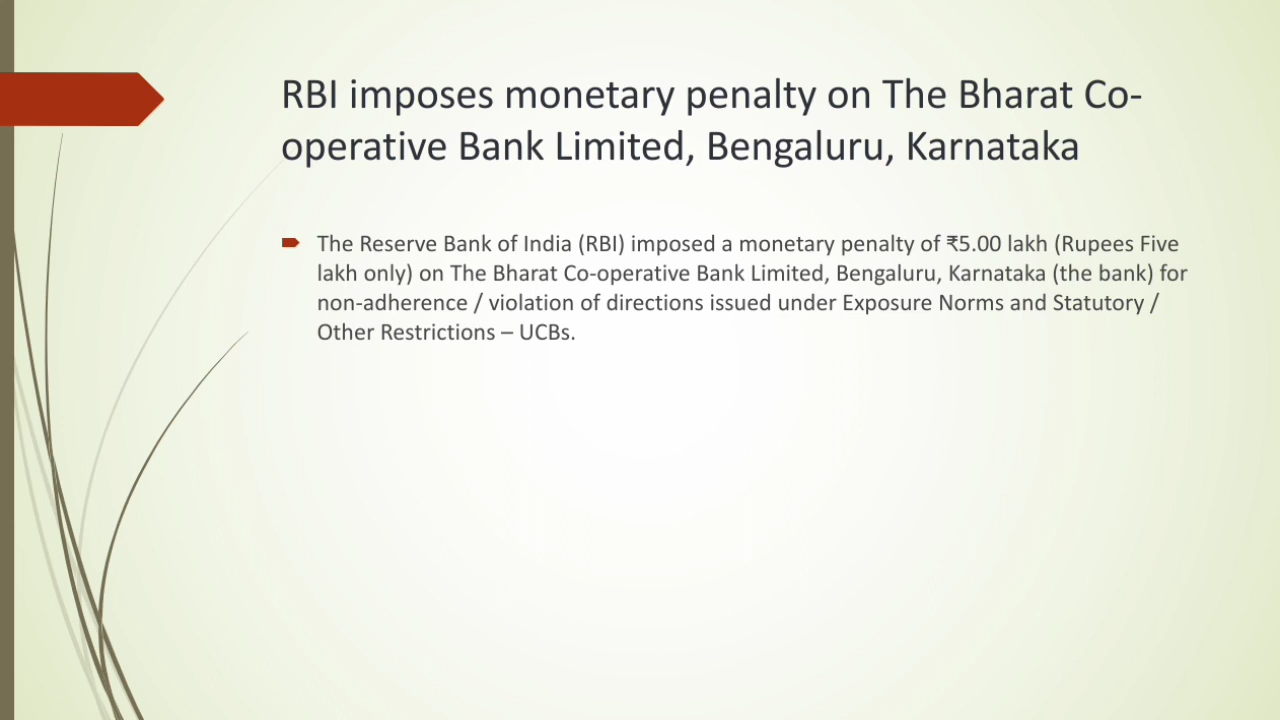 RBI imposes monetary penalty on The Bharat Co-
operative Bank Limited, Bengaluru, Karnataka
The Reserve Bank of India (RBI) imposed a monetary penalty of ₹5.00 lakh (Rupees Five
lakh only) on The Bharat Co-operative Bank Limited, Bengaluru, Karnataka (the bank) for
non-adherence / violation of directions issued under Exposure Norms and Statutory /
Other Restrictions – UCBs.